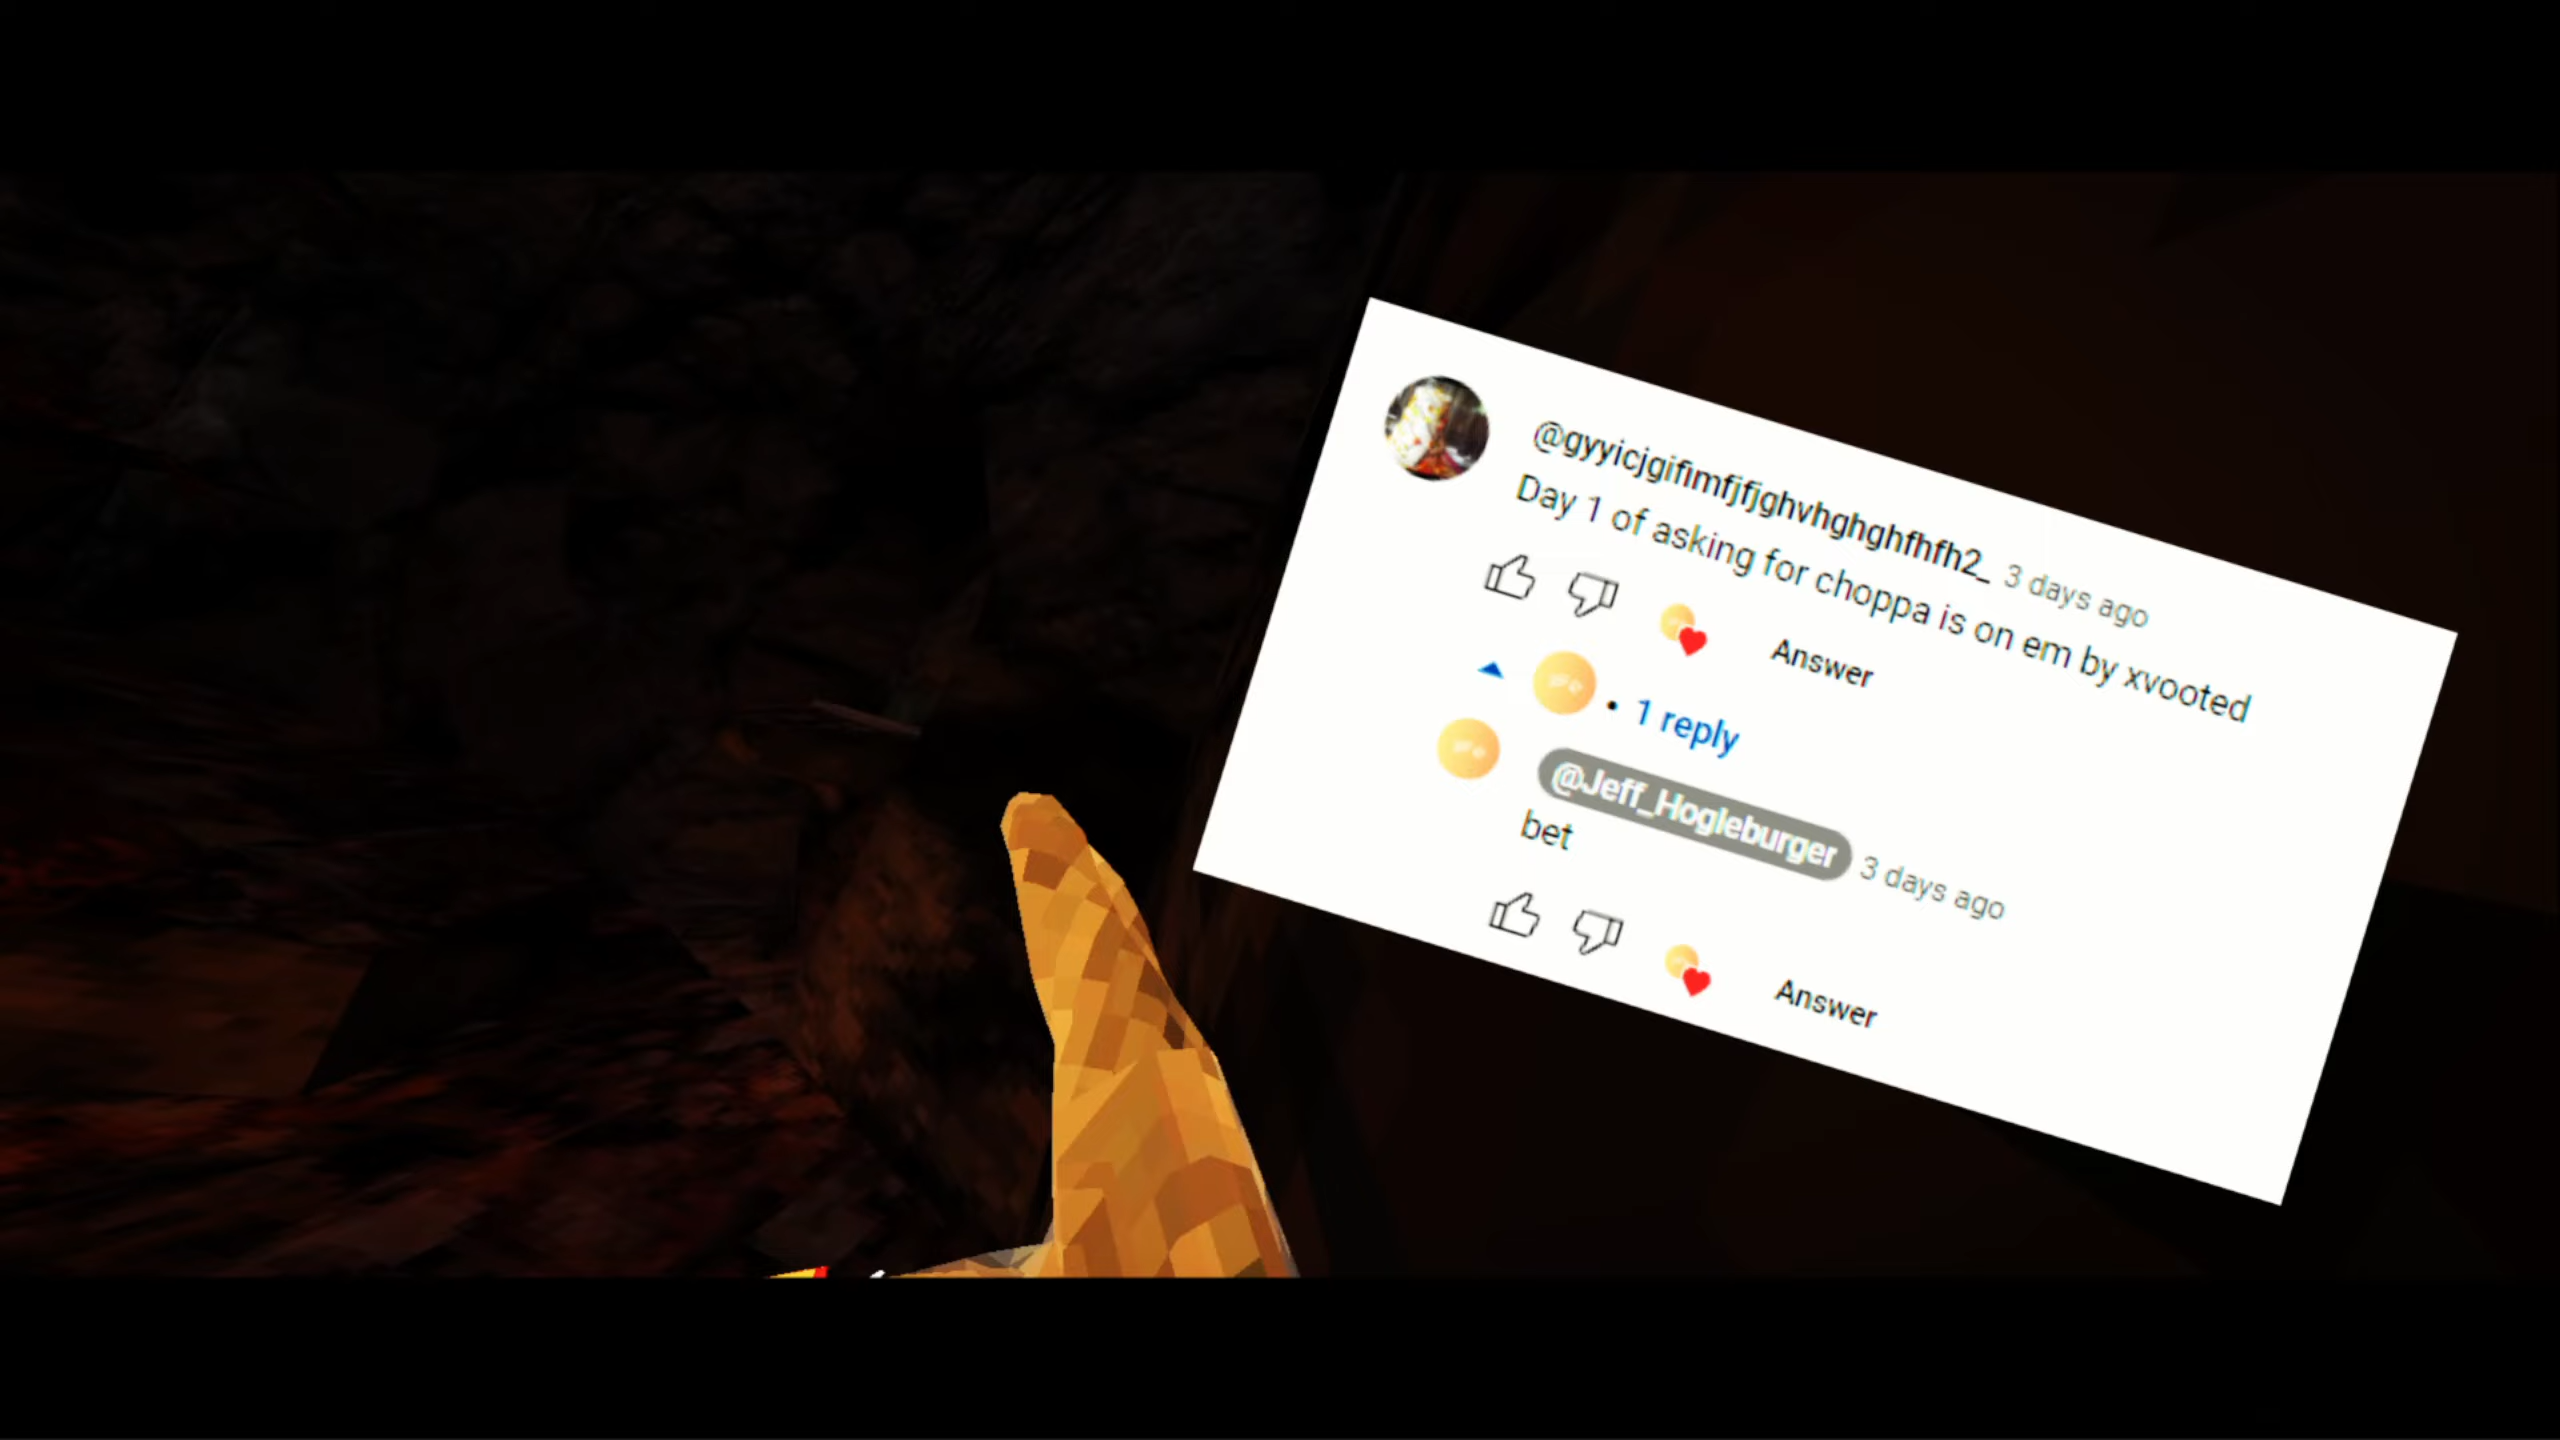 @gyyicjgifimfjfjghvhghghfhfh2_ 3 days ago
Day 1 of asking for choppa is on em by xvooted
Answer
1 reply
@Jeff_Hogleburger 3 days ago
bet
Answer